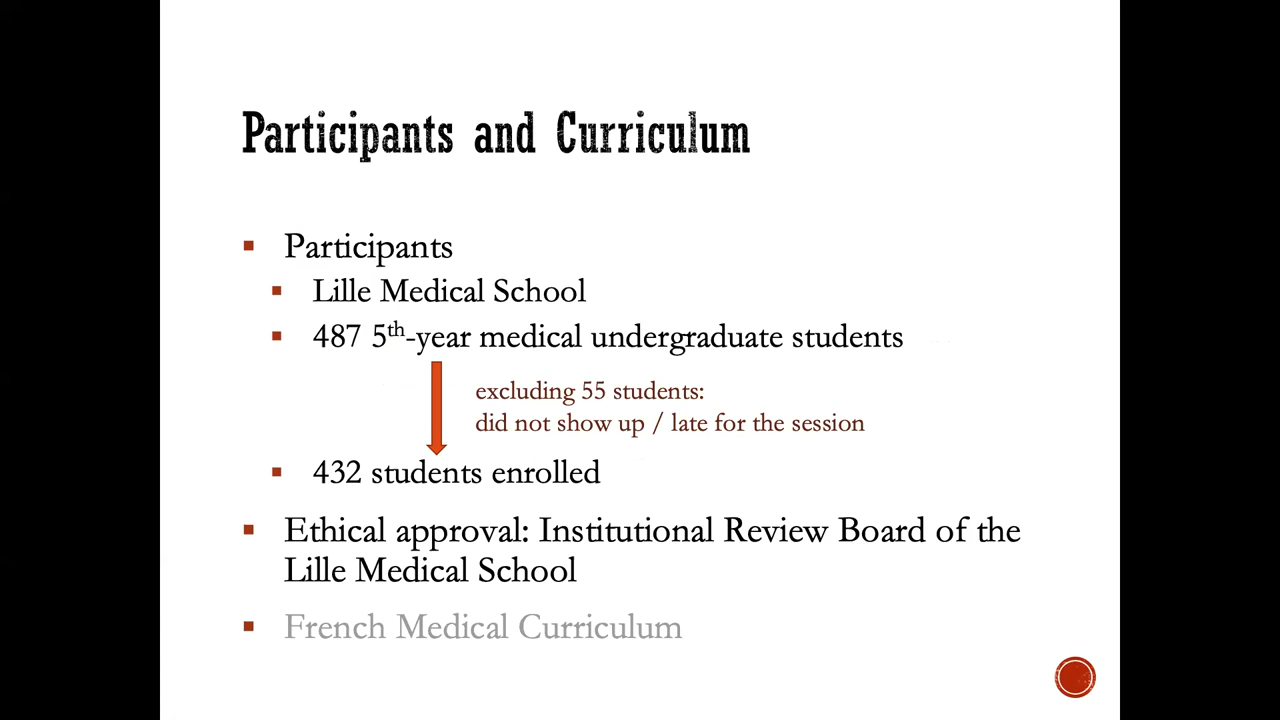 Participants and Curriculum
Participants
Lille Medical School
487 5th-year medical undergraduate students
excluding 55 students:
did not show up / late for the session
432 students enrolled
Ethical approval: Institutional Review Board of the
Lille Medical School
French Medical Curriculum